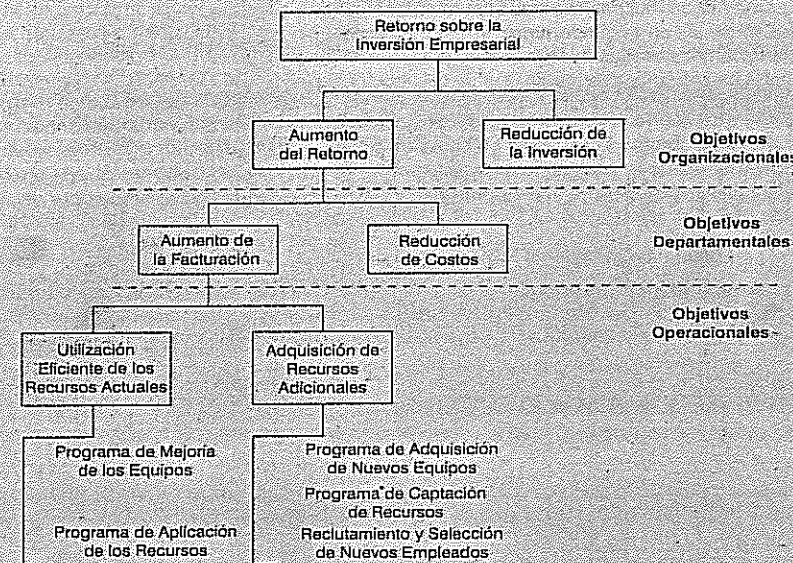 Retorno sobre la
Inversión Empresarial
Aumento
del Retorno
Reducción de
la Inversión
Objetivos
Organizacionales
Aumento de
la Facturación
Reducción
de Costos
Objetivos
Departamentales
Objetivos
Operacionales
Utilización
Eficiente de los
Recursos Actuales
Adquisición de
Recursos
Adicionales
Programa de Mejoria
de los Equipos
Programa de Aplicación
de los Recursos
Programa de Adquisición
de Nuevos Equipos
Programa de Captación
de Recursos
Reclutamiento y Selección
de Nuevos Empleados